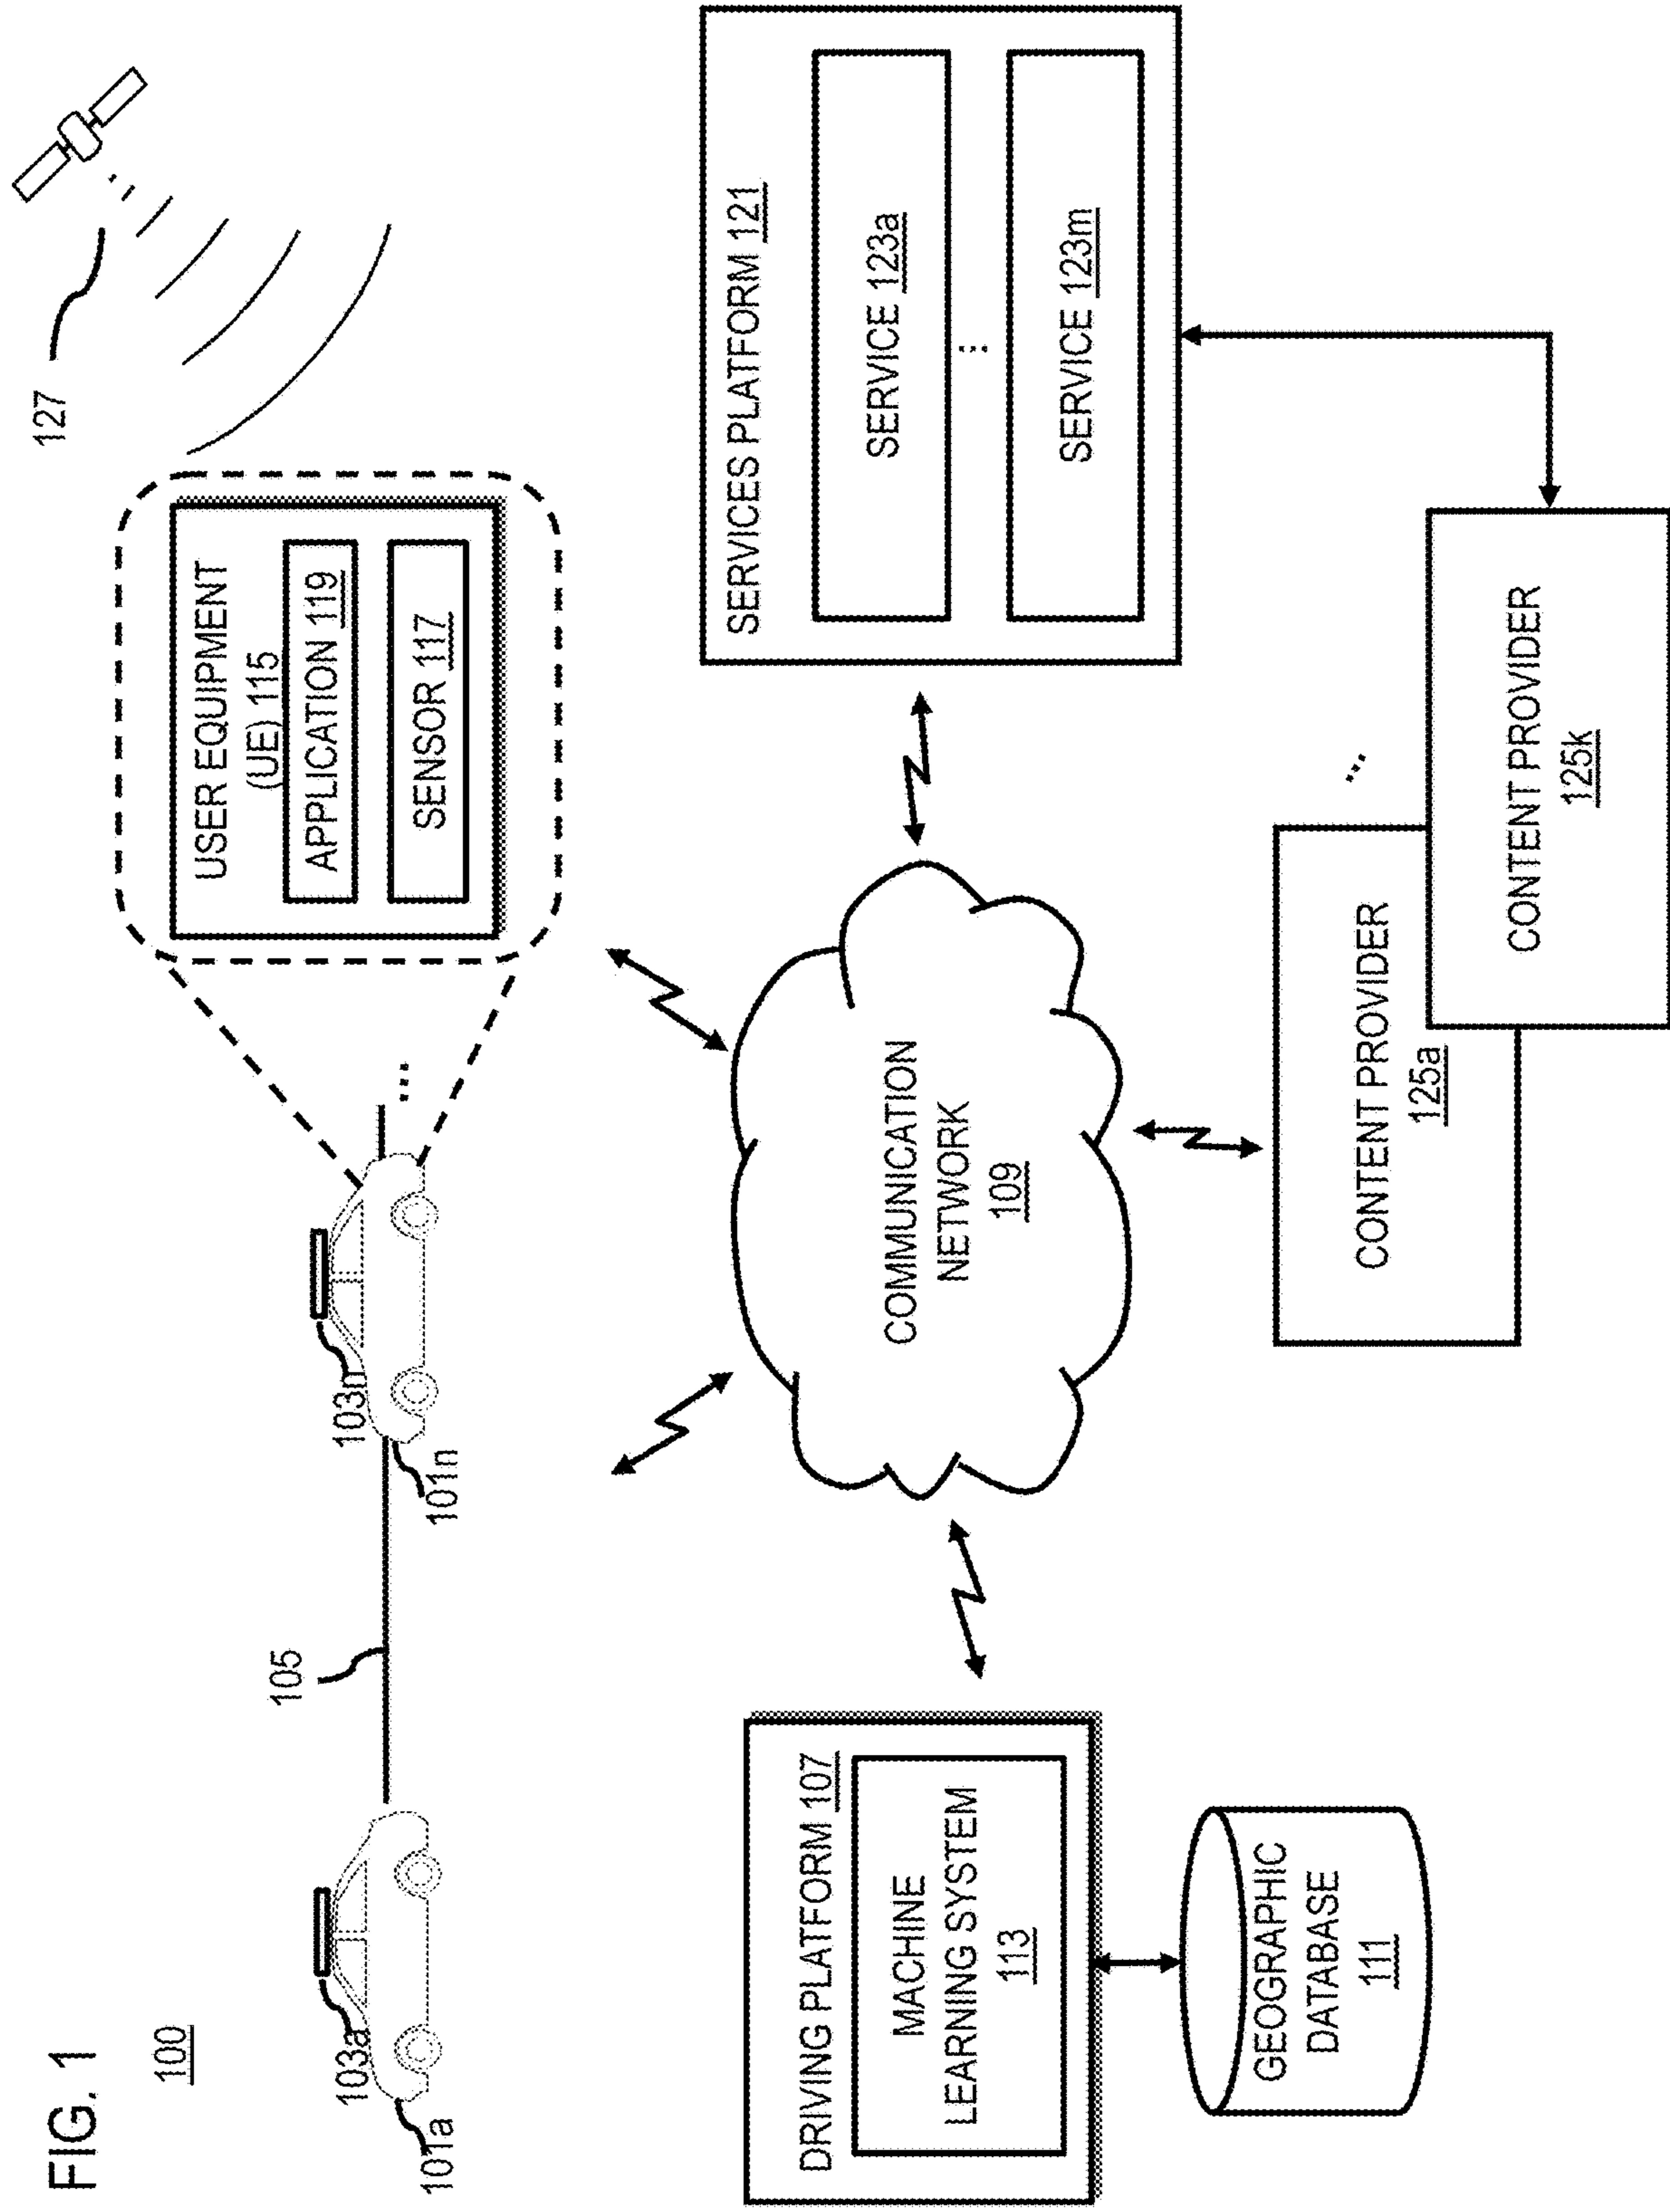 FIG. 1
100
127
103a
101a
105
103n
101n
...
USER EQUIPMENT
(UE) 115
APPLICATION 119
SENSOR 117
DRIVING PLATFORM 107
MACHINE
LEARNING SYSTEM
113
GEOGRAPHIC
DATABASE
111
COMMUNICATION
NETWORK
109
SERVICES PLATFORM 121
SERVICE 123a
...
SERVICE 123m
CONTENT PROVIDER
125a
...
CONTENT PROVIDER
125k